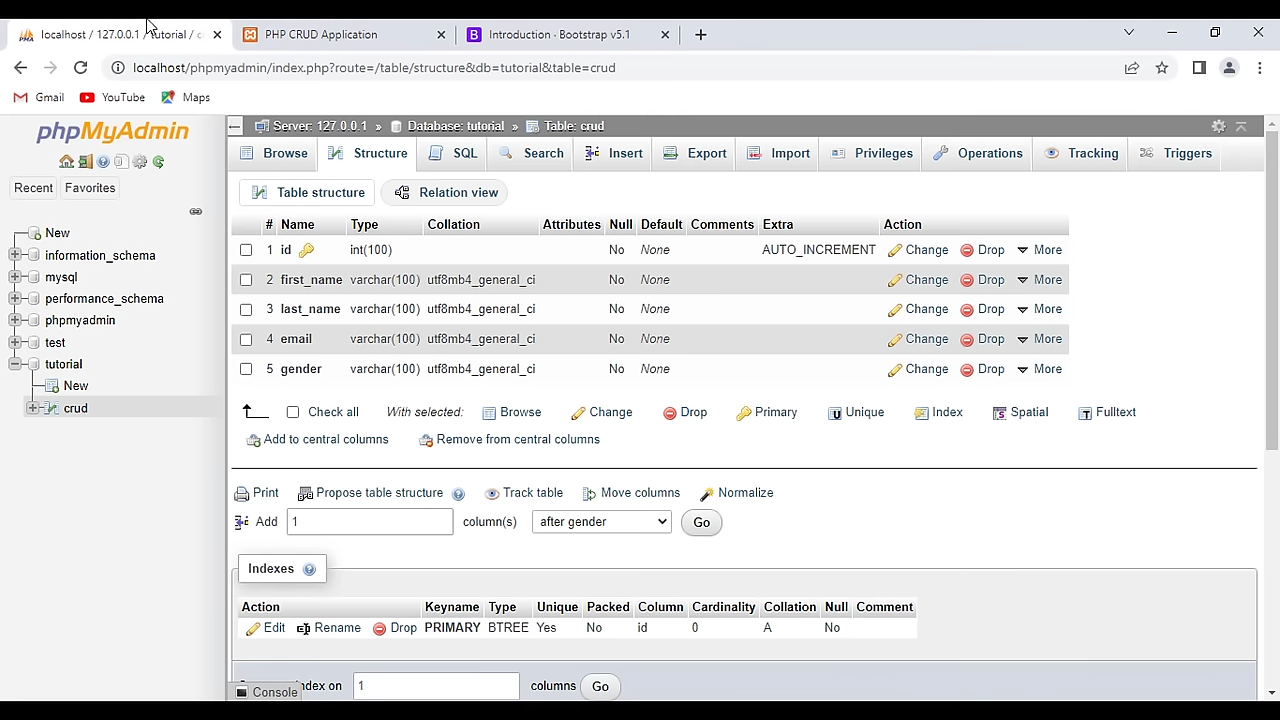 localhost / 127.0.0.1 / tutorial / c
PHP CRUD Application
Introduction · Bootstrap v5.1
localhost/phpmyadmin/index.php?route=/table/structure&db=tutorial&table=crud
Gmail YouTube Maps
phpMyAdmin
Recent Favorites
New
information_schema
mysql
performance_schema
phpmyadmin
test
tutorial
New
crud
Server: 127.0.0.1 » Database: tutorial » Table: crud
Browse Structure SQL Search Insert Export Import Privileges Operations Tracking Triggers
Table structure Relation view
# Name Type Collation Attributes Null Default Comments Extra Action
1 id int(100) No None AUTO_INCREMENT Change Drop More
2 first_name varchar(100) utf8mb4_general_ci No None Change Drop More
3 last_name varchar(100) utf8mb4_general_ci No None Change Drop More
4 email varchar(100) utf8mb4_general_ci No None Change Drop More
5 gender varchar(100) utf8mb4_general_ci No None Change Drop More
Check all With selected: Browse Change Drop Primary Unique Index Spatial Fulltext
Add to central columns Remove from central columns
Print Propose table structure Track table Move columns Normalize
Add 1 column(s) after gender Go
Indexes
Action Keyname Type Unique Packed Column Cardinality Collation Null Comment
Edit Rename Drop PRIMARY BTREE Yes No id 0 A No
ndex on 1 columns Go
Console